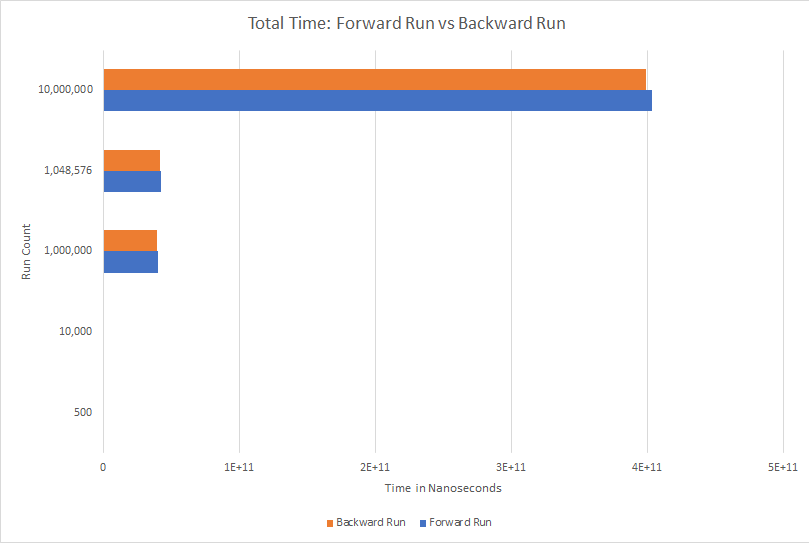 Total Time: Forward Run vs Backward Run
10,000,000
1,048,576
1,000,000
10,000
500
Run Count
0 1E+11 2E+11 3E+11 4E+11 5E+11
Time in Nanoseconds
Backward Run Forward Run